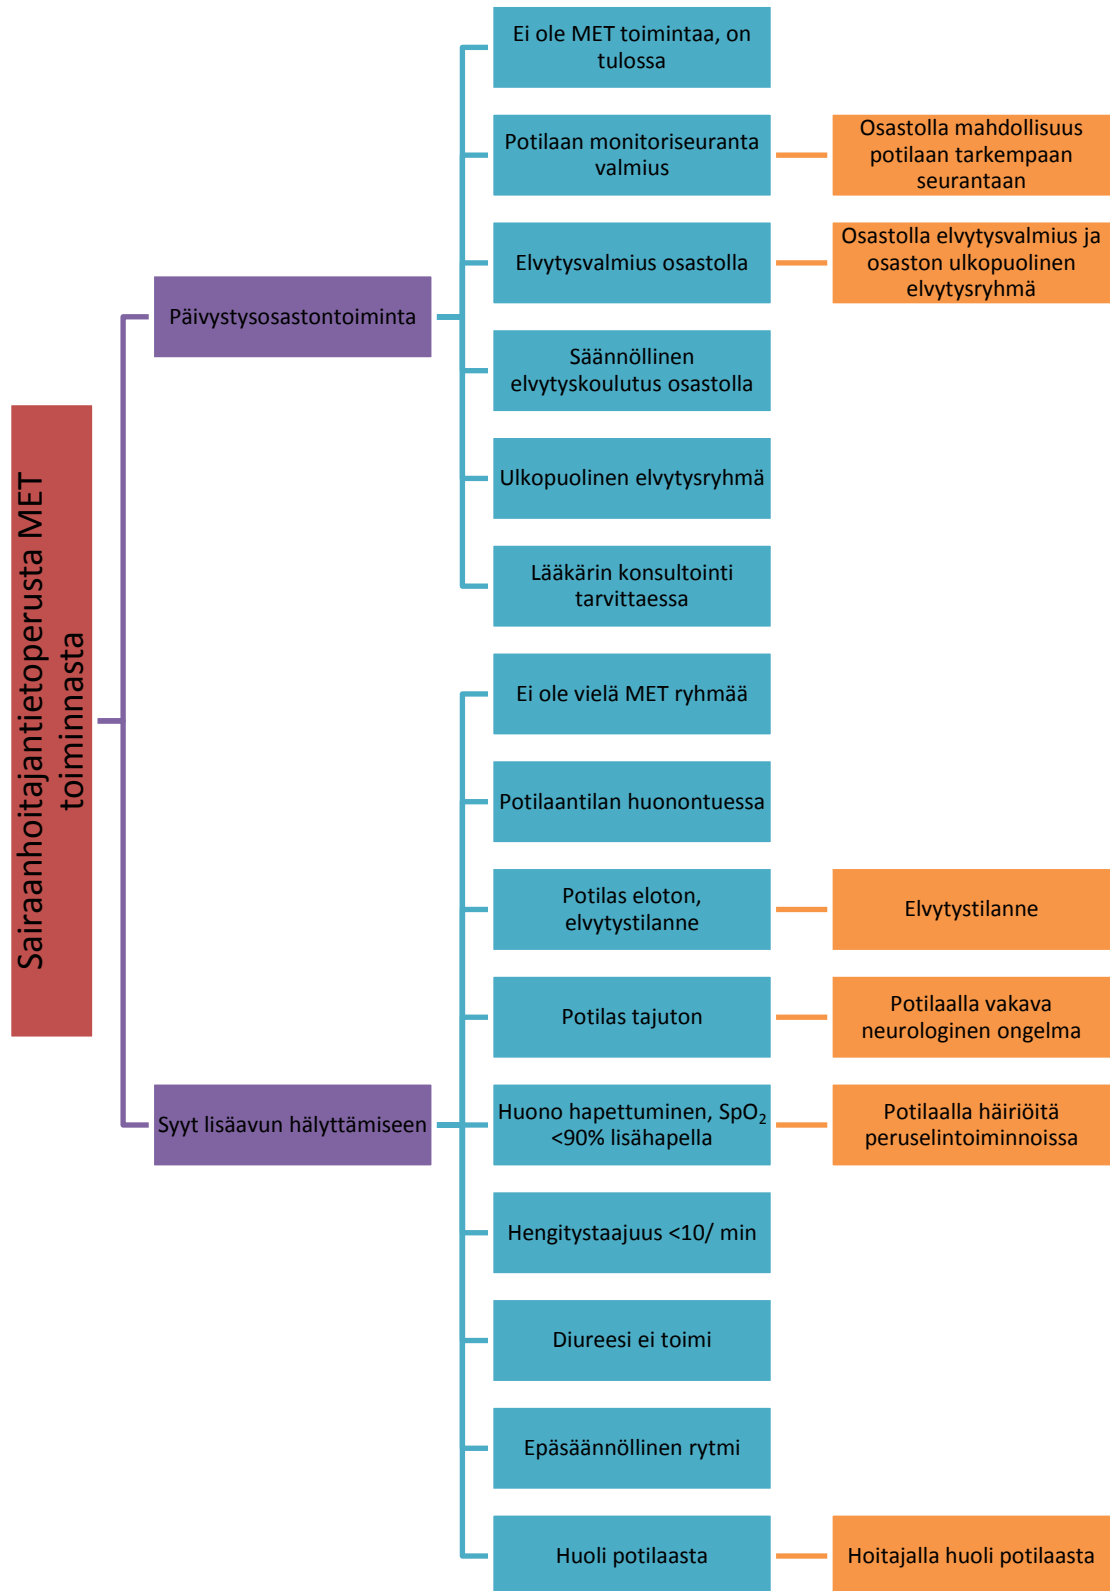 Sairaanhoitajantietoperusta MET
toiminnasta
Päivystysosastontoiminta
Ei ole MET toimintaa, on
tulossa
Potilaan monitoriseuranta
valmius
Osastolla mahdollisuus
potilaan tarkempaan
seurantaan
Elvytysvalmius osastolla
Osastolla elvytysvalmius ja
osaston ulkopuolinen
elvytysryhmä
Säännöllinen
elvytyskoulutus osastolla
Ulkopuolinen elvytysryhmä
Lääkärin konsultointi
tarvittaessa
Syyt lisäavun hälyttämiseen
Ei ole vielä MET ryhmää
Potilaantilan huonontuessa
Potilas eloton,
elvytystilanne
Elvytystilanne
Potilas tajuton
Potilaalla vakava
neurologinen ongelma
Huono hapettuminen, SpO₂
<90% lisähapella
Potilaalla häiriöitä
peruselintoiminnoissa
Hengitystaajuus <10/ min
Diureesi ei toimi
Epäsäännöllinen rytmi
Huoli potilaasta
Hoitajalla huoli potilaasta